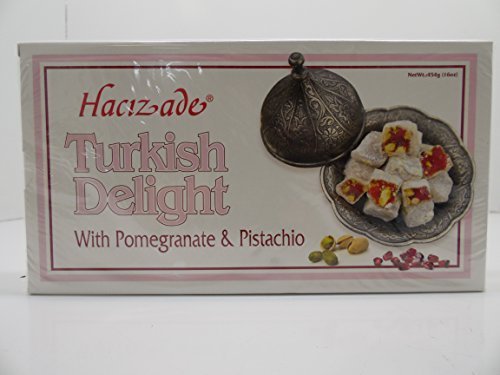 NetWt.:454g (16oz)
Hacızade®
Turkish
Delight
With Pomegranate & Pistachio